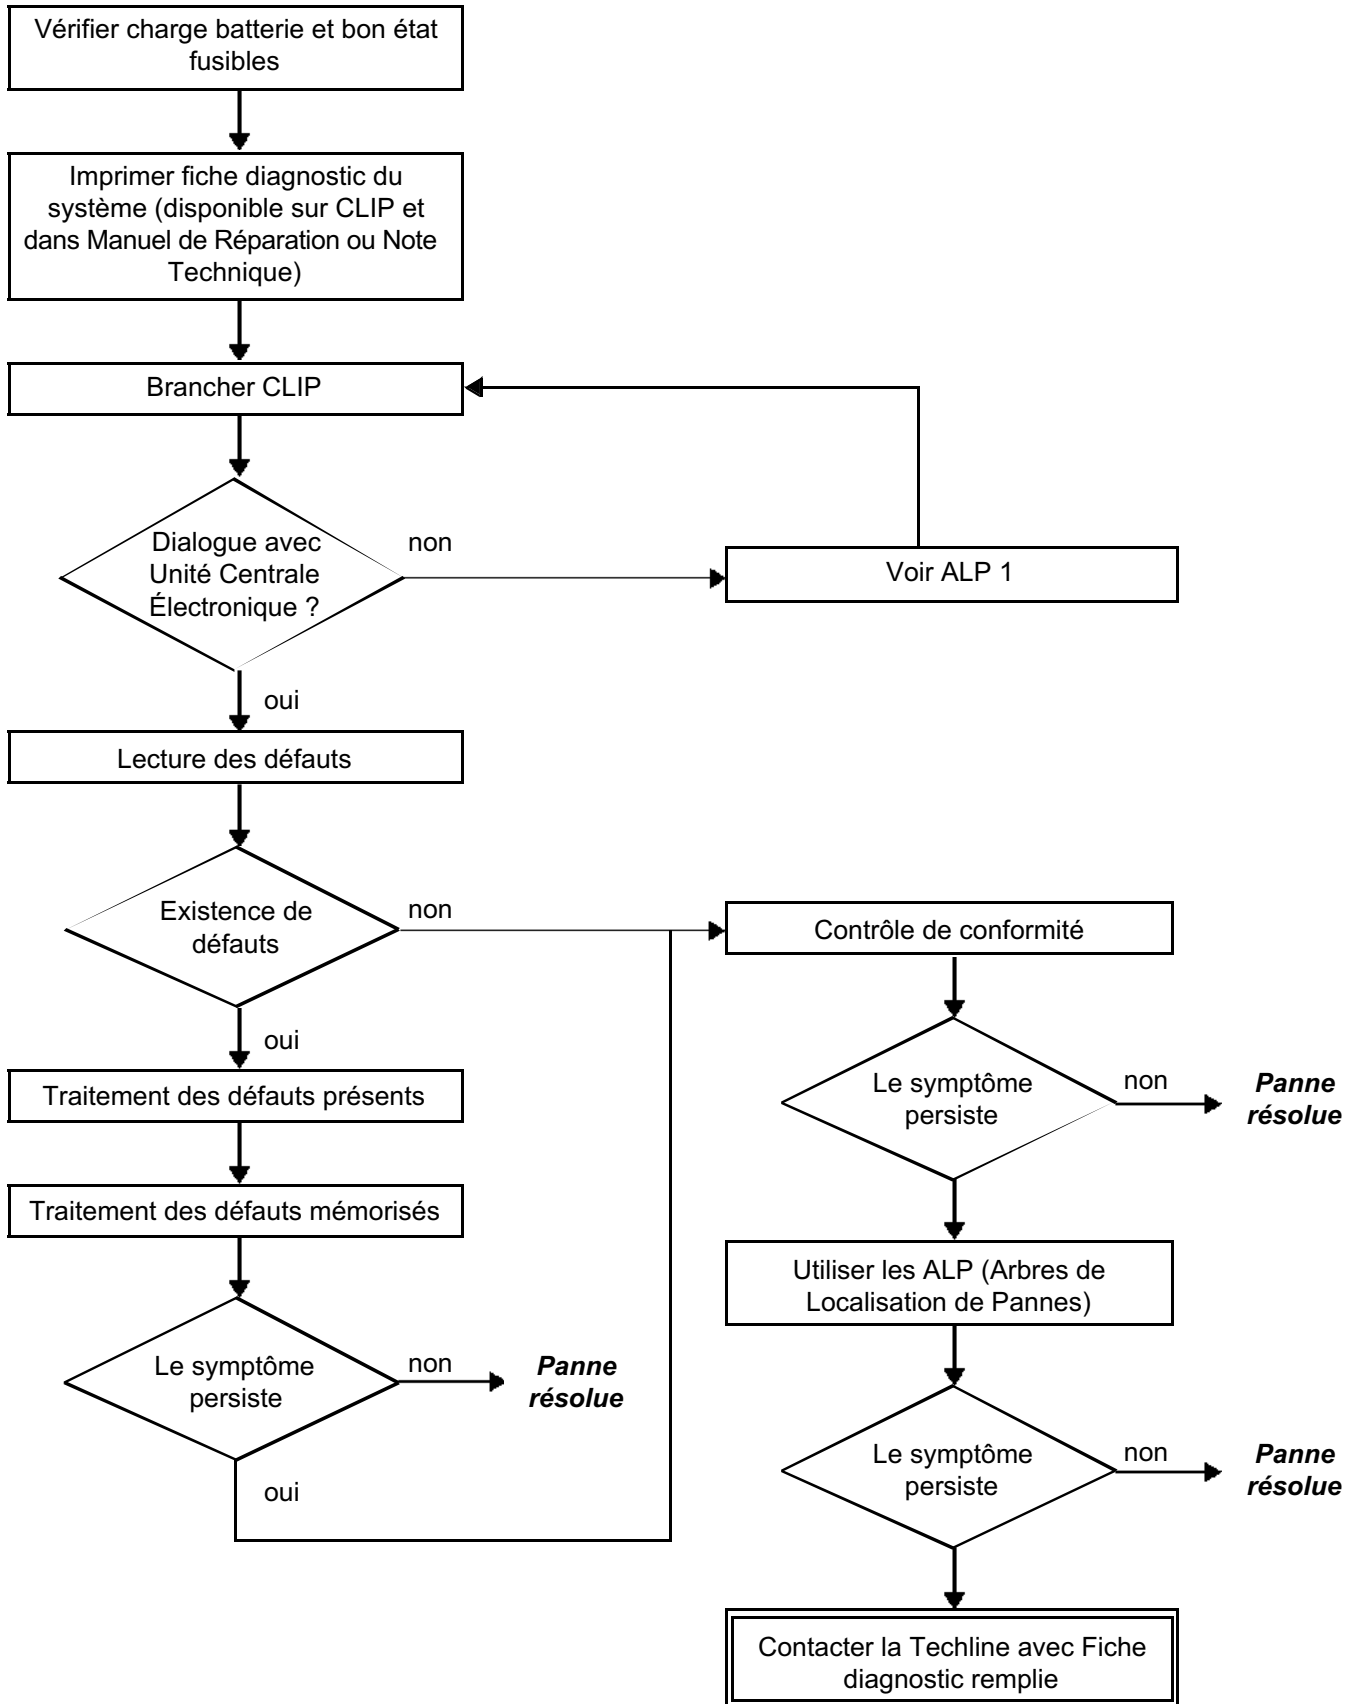 Vérifier charge batterie et bon état
fusibles
Imprimer fiche diagnostic du
système (disponible sur CLIP et
dans Manuel de Réparation ou Note
Technique)
Brancher CLIP
Dialogue avec
Unité Centrale
Électronique ?
non
Voir ALP 1
oui
Lecture des défauts
Existence de
défauts
non
Contrôle de conformité
oui
Traitement des défauts présents
Le symptôme
persiste
non
Panne
résolue
Traitement des défauts mémorisés
Utiliser les ALP (Arbres de
Localisation de Pannes)
Le symptôme
persiste
non
Panne
résolue
oui
Le symptôme
persiste
non
Panne
résolue
Contacter la Techline avec Fiche
diagnostic remplie